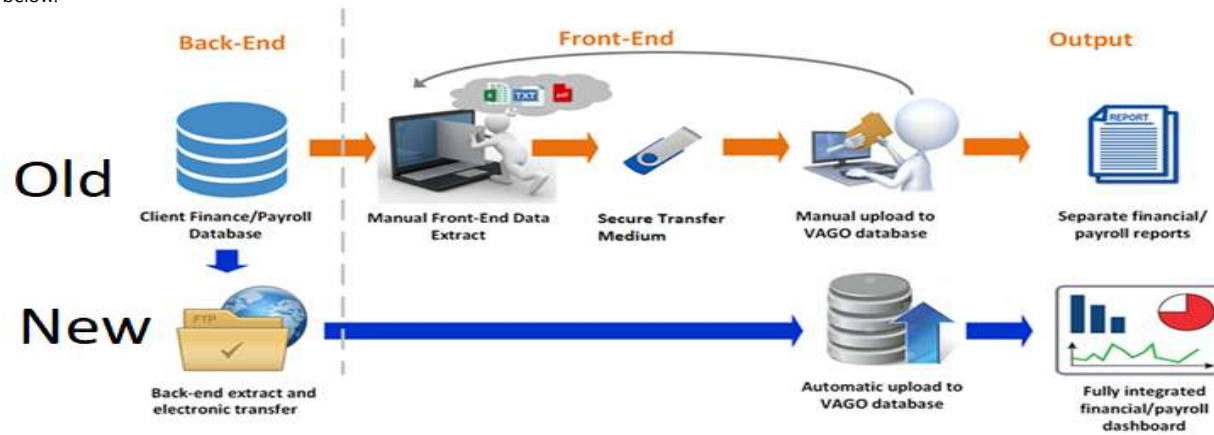 below.
Back-End
Front-End
Output
TXT
pdf
REPORT
Old
Client Finance/Payroll
Database
Manual Front-End Data
Extract
Secure Transfer
Medium
Manual upload to
VAGO database
Separate financial/
payroll reports
New
FTP
Back-end extract and
electronic transfer
Automatic upload to
VAGO database
Fully integrated
financial/payroll
dashboard